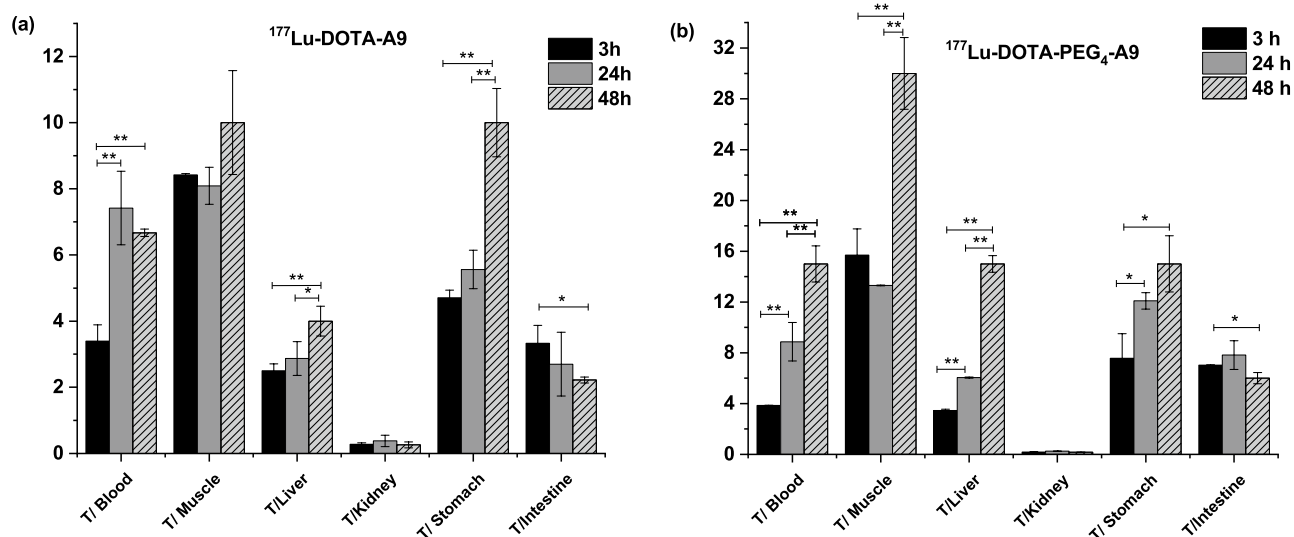 (a)
¹⁷⁷Lu-DOTA-A9
3h
24h
48h
12
10
8
6
4
2
0
**
**
**
*
**
**
*
T/ Blood
T/ Muscle
T/Liver
T/Kidney
T/ Stomach
T/Intestine
(b)
¹⁷⁷Lu-DOTA-PEG₄-A9
3 h
24 h
48 h
32
28
24
20
16
12
8
4
0
**
**
**
**
**
**
**
**
*
*
*
T/ Blood
T/ Muscle
T/Liver
T/Kidney
T/ Stomach
T/Intestine